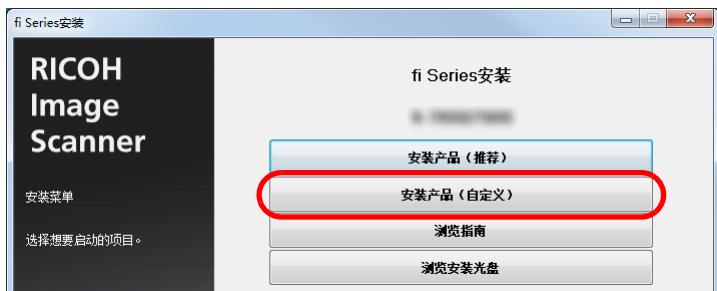 fi Series安装
RICOH
Image
Scanner
安装菜单
选择想要启动的项目。
fi Series安装
安装产品（推荐）
安装产品（自定义）
浏览指南
浏览安装光盘